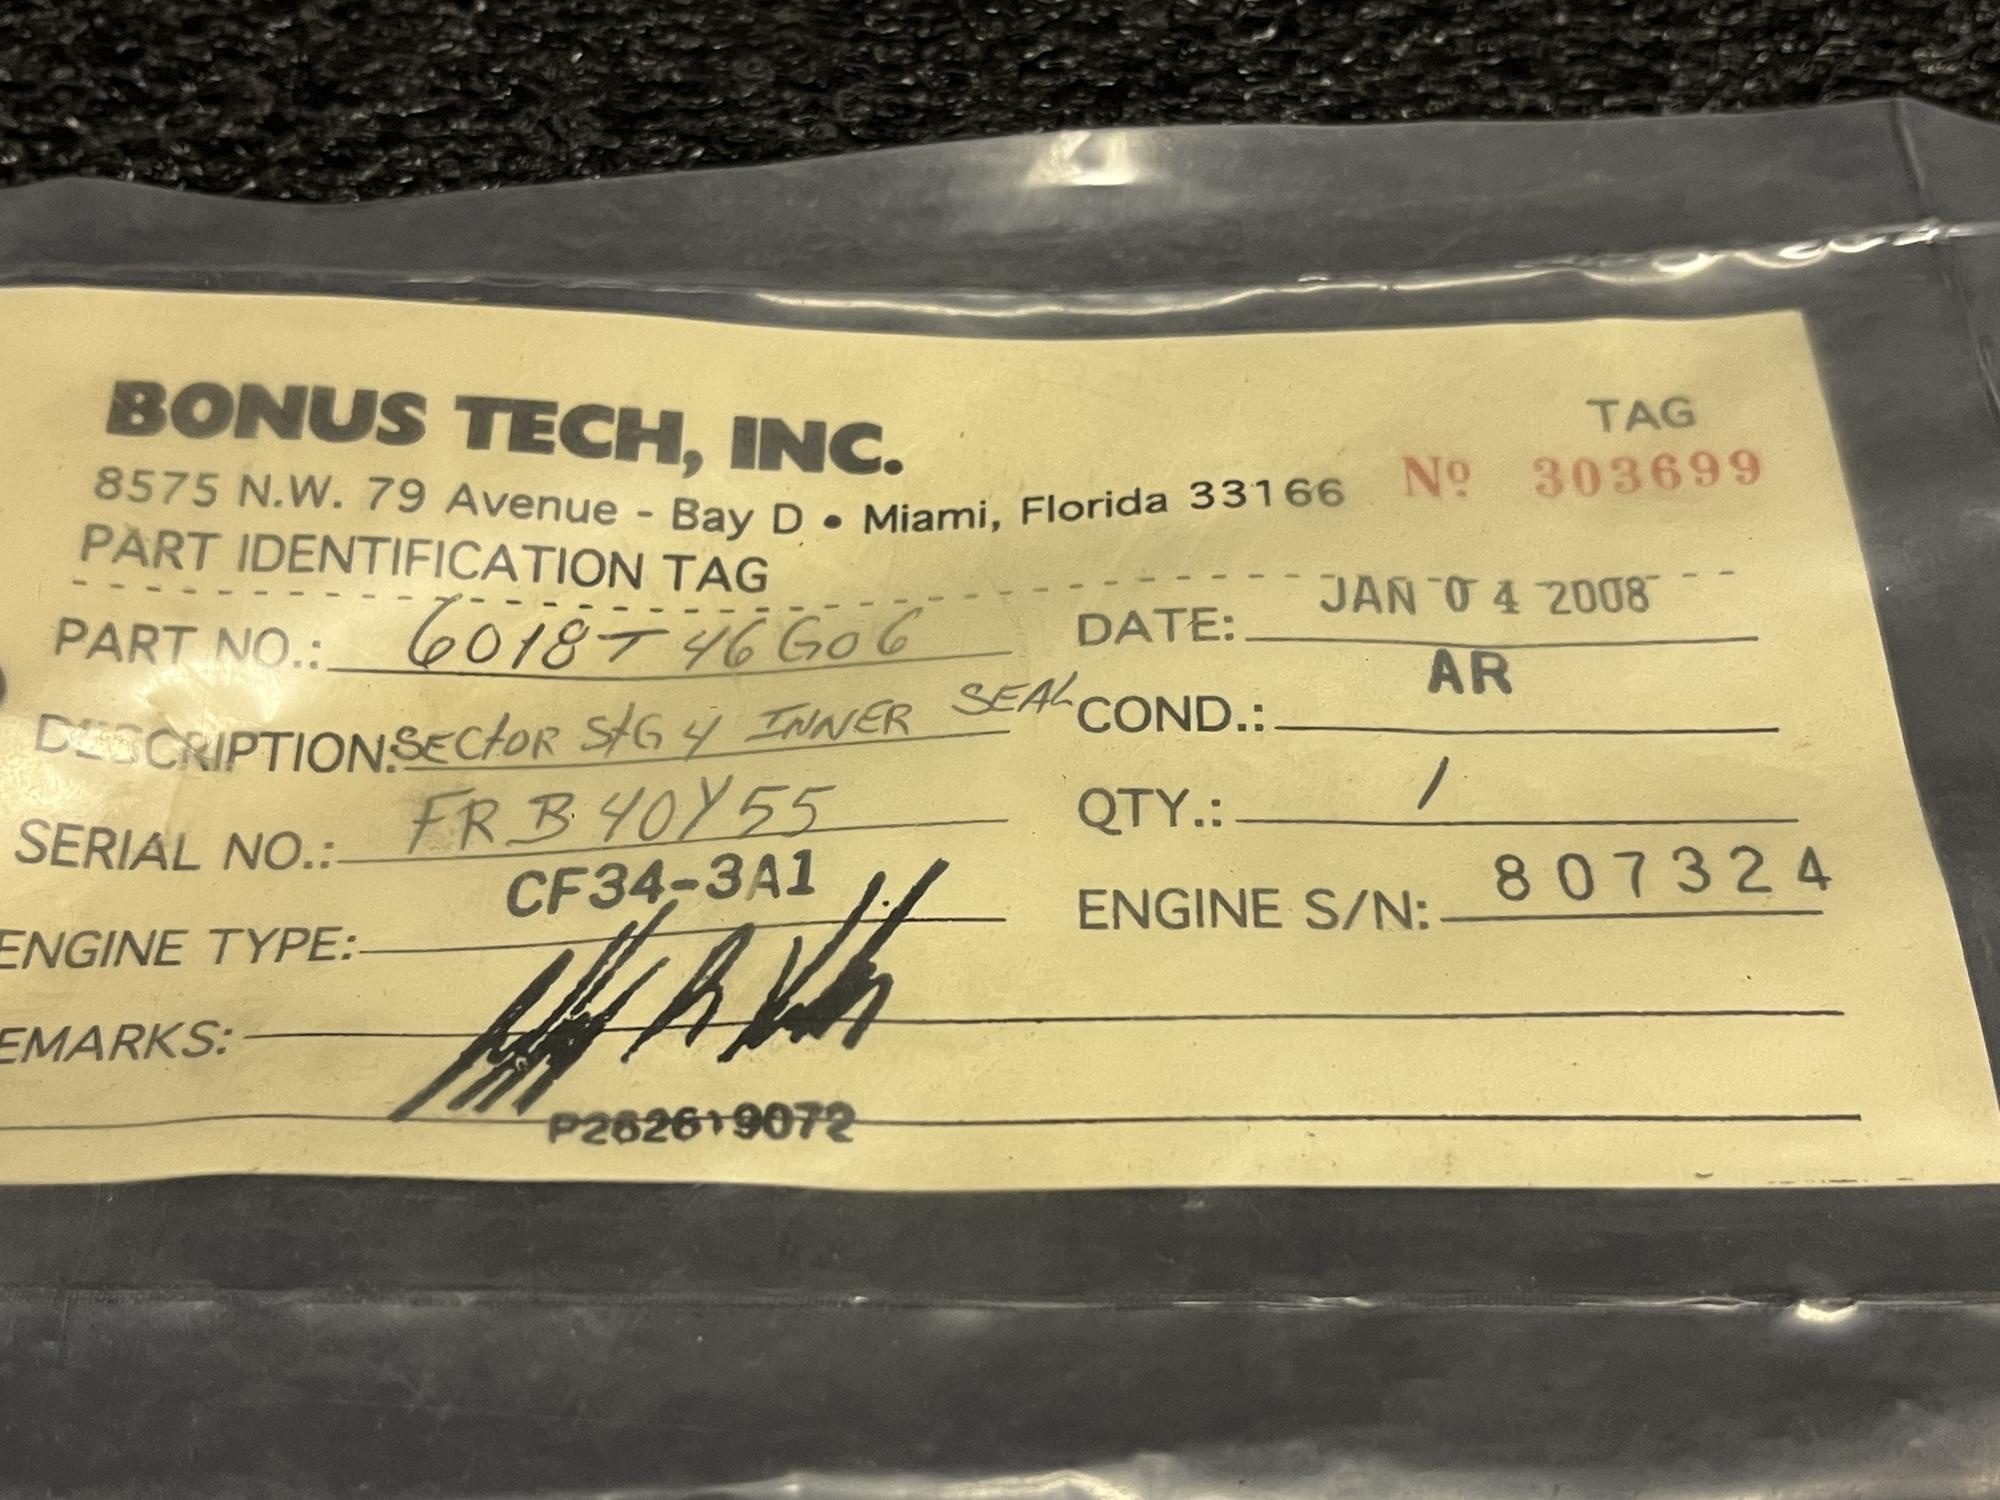 BONUS TECH, INC.
TAG
8575 N.W. 79 Avenue - Bay D • Miami, Florida 33166 Nº 303699
PART IDENTIFICATION TAG
PART NO.: 6018T46G06 DATE: JAN 04 2008
DESCRIPTION: SECTOR STG 4 INNER SEAL COND.: AR
SERIAL NO.: FRB40Y55 QTY.: 1
ENGINE TYPE: CF34-3A1 ENGINE S/N: 807324
EMARKS: